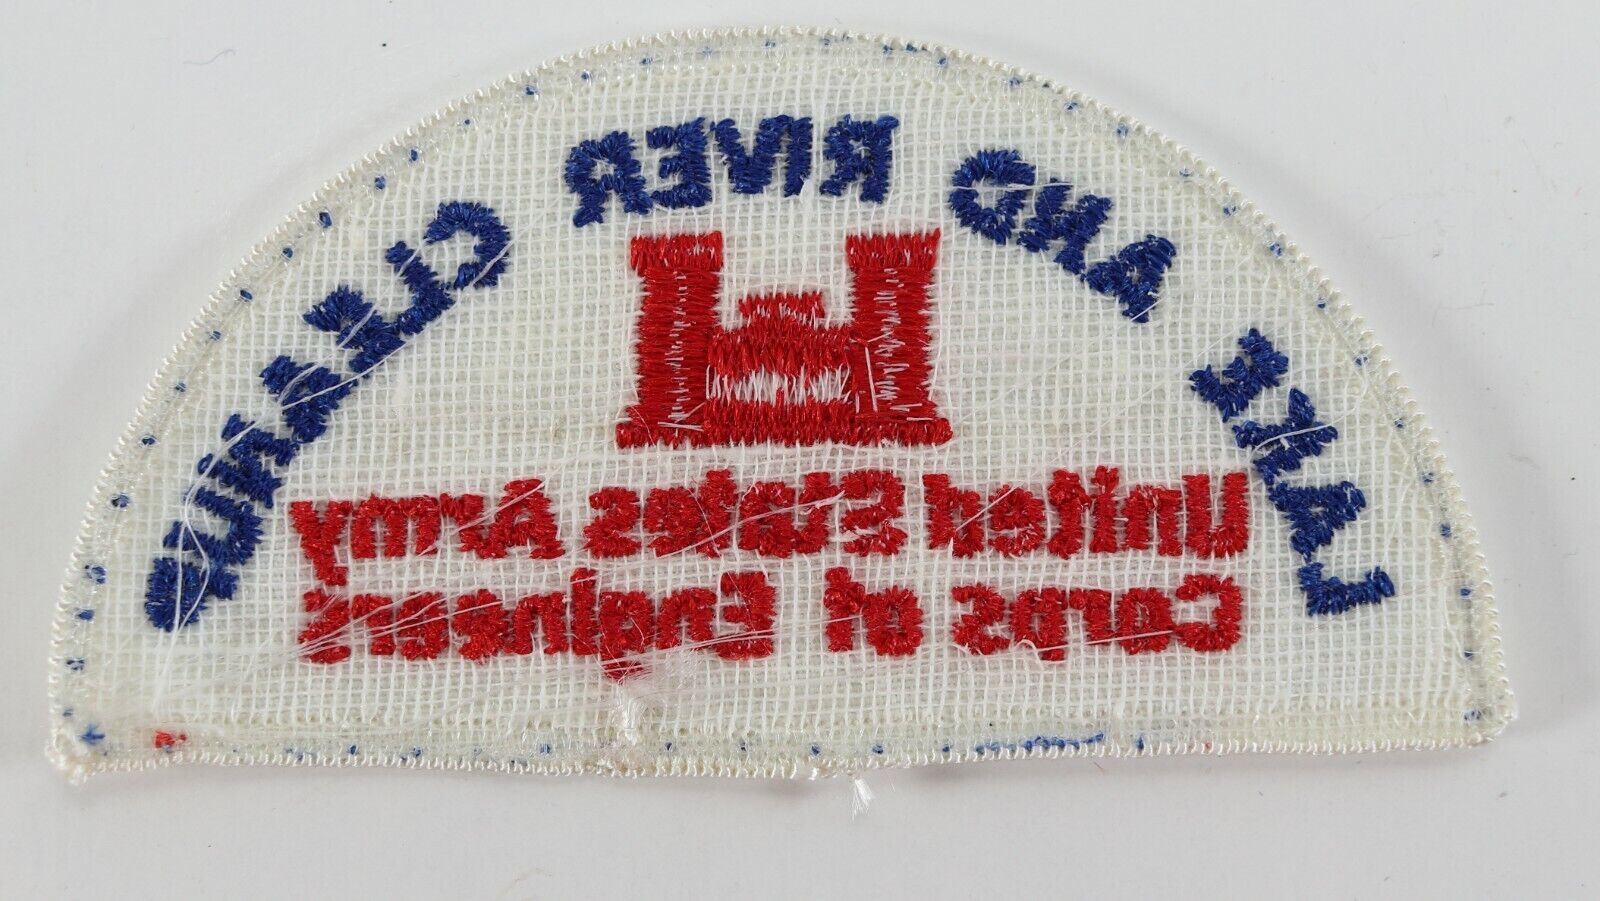 LAKE AND RIVER CLEANUP
United States Army
Corps of Engineers